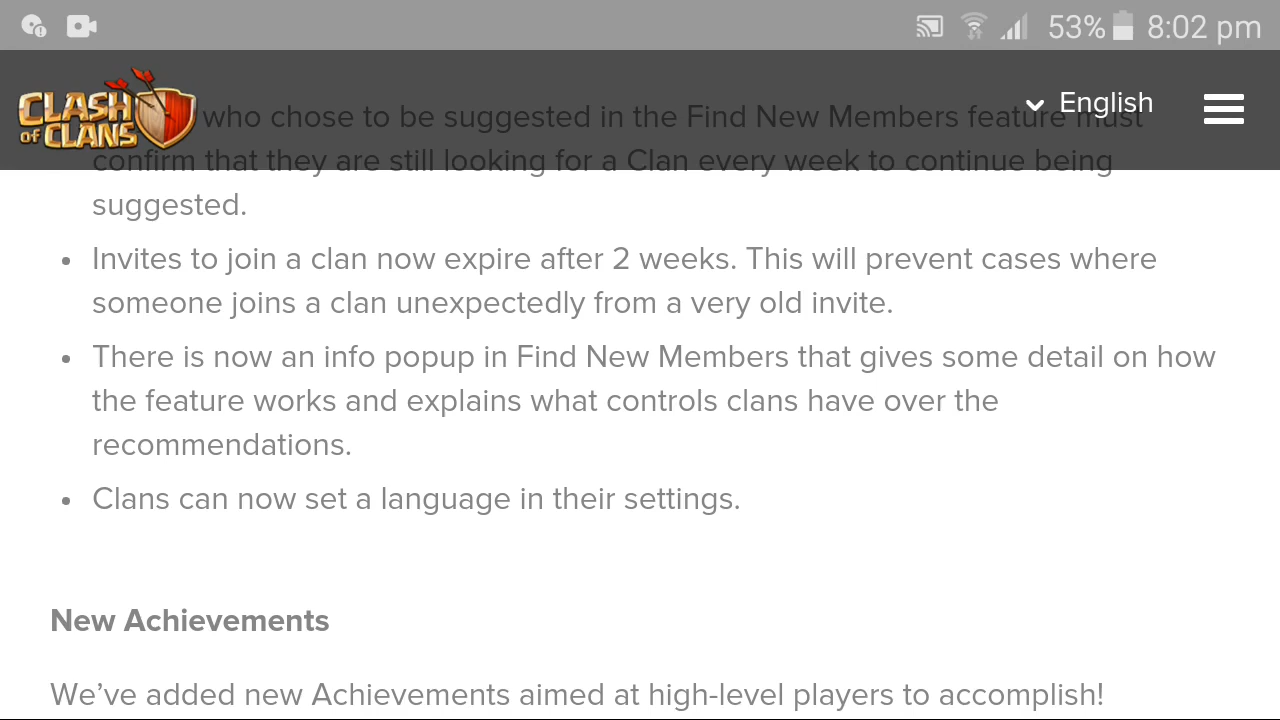 53% 8:02 pm
CLASH
of CLANS
English
who chose to be suggested in the Find New Members feature must
confirm that they are still looking for a Clan every week to continue being
suggested.
• Invites to join a clan now expire after 2 weeks. This will prevent cases where
someone joins a clan unexpectedly from a very old invite.
• There is now an info popup in Find New Members that gives some detail on how
the feature works and explains what controls clans have over the
recommendations.
• Clans can now set a language in their settings.
New Achievements
We’ve added new Achievements aimed at high-level players to accomplish!